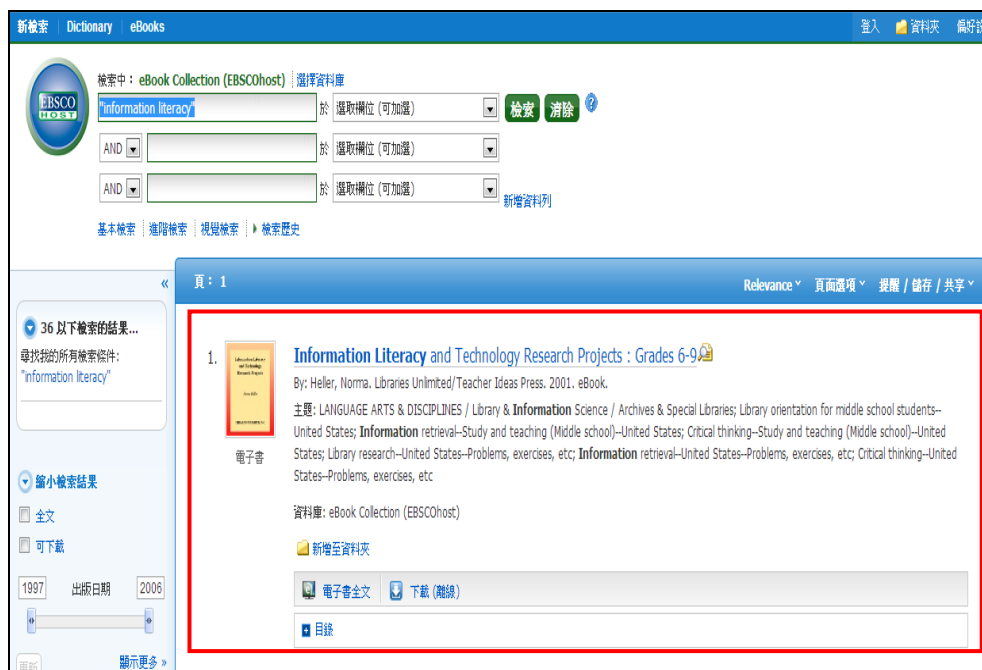 新檢索 Dictionary eBooks 登入 資料夾 偏好設
檢索中： eBook Collection (EBSCOhost) 選擇資料庫
EBSCO HOST
"information literacy" 於 選取欄位 (可加選) 檢索 清除 ?
AND 於 選取欄位 (可加選)
AND 於 選取欄位 (可加選) 新增資料列
基本檢索 進階檢索 視覺檢索 檢索歷史
«
頁： 1 Relevance 頁面選項 提醒 / 儲存 / 共享
36 以下檢索的結果...
尋找我的所有檢索條件:
"information literacy"
縮小檢索結果
全文
可下載
1997 出版日期 2006
更新 顯示更多 »
1. Information Literacy and Technology Research Projects : Grades 6-9
By: Heller, Norma. Libraries Unlimited/Teacher Ideas Press. 2001. eBook.
主題: LANGUAGE ARTS & DISCIPLINES / Library & Information Science / Archives & Special Libraries; Library orientation for middle school students--
United States; Information retrieval--Study and teaching (Middle school)--United States; Critical thinking--Study and teaching (Middle school)--United
States; Library research--United States--Problems, exercises, etc; Information retrieval--United States--Problems, exercises, etc; Critical thinking--United
States--Problems, exercises, etc
電子書
資料庫: eBook Collection (EBSCOhost)
新增至資料夾
電子書全文 下載 (離線)
目錄